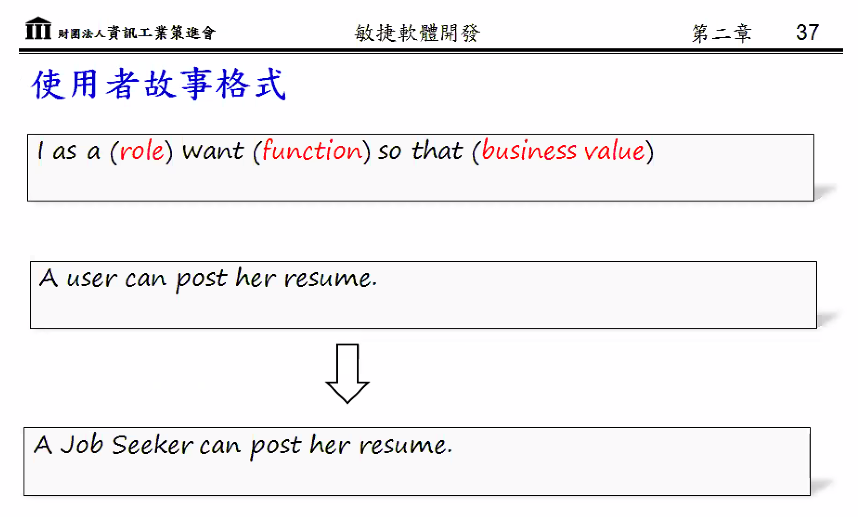 財團法人資訊工業策進會 敏捷軟體開發 第二章 37
使用者故事格式
I as a (role) want (function) so that (business value)
A user can post her resume.
A Job Seeker can post her resume.